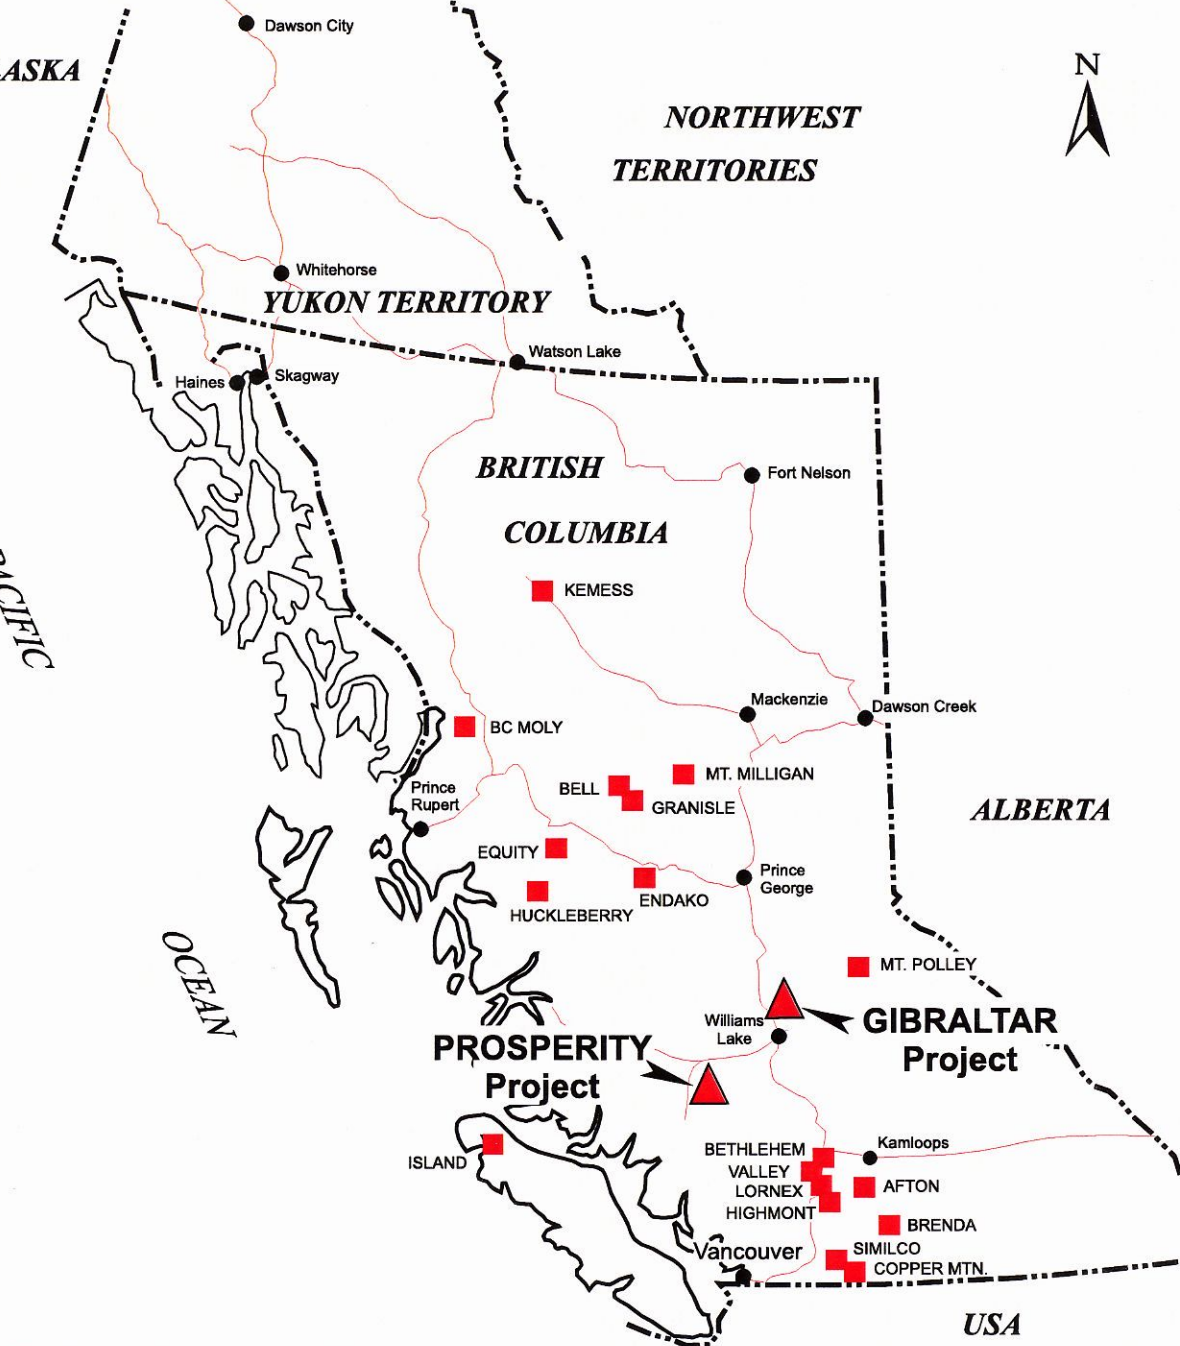 Dawson City
ASKA
N
NORTHWEST
TERRITORIES
Whitehorse
YUKON TERRITORY
Watson Lake
Haines
Skagway
BRITISH
Fort Nelson
COLUMBIA
KEMESS
PACIFIC
Mackenzie
Dawson Creek
BC MOLY
MT. MILLIGAN
BELL
GRANISLE
Prince
Rupert
ALBERTA
EQUITY
Prince
George
ENDAKO
HUCKLEBERRY
OCEAN
MT. POLLEY
Williams
Lake
GIBRALTAR
Project
PROSPERITY
Project
Kamloops
BETHLEHEM
ISLAND
VALLEY
LORNEX
AFTON
HIGHMONT
BRENDA
Vancouver
SIMILCO
COPPER MTN.
USA